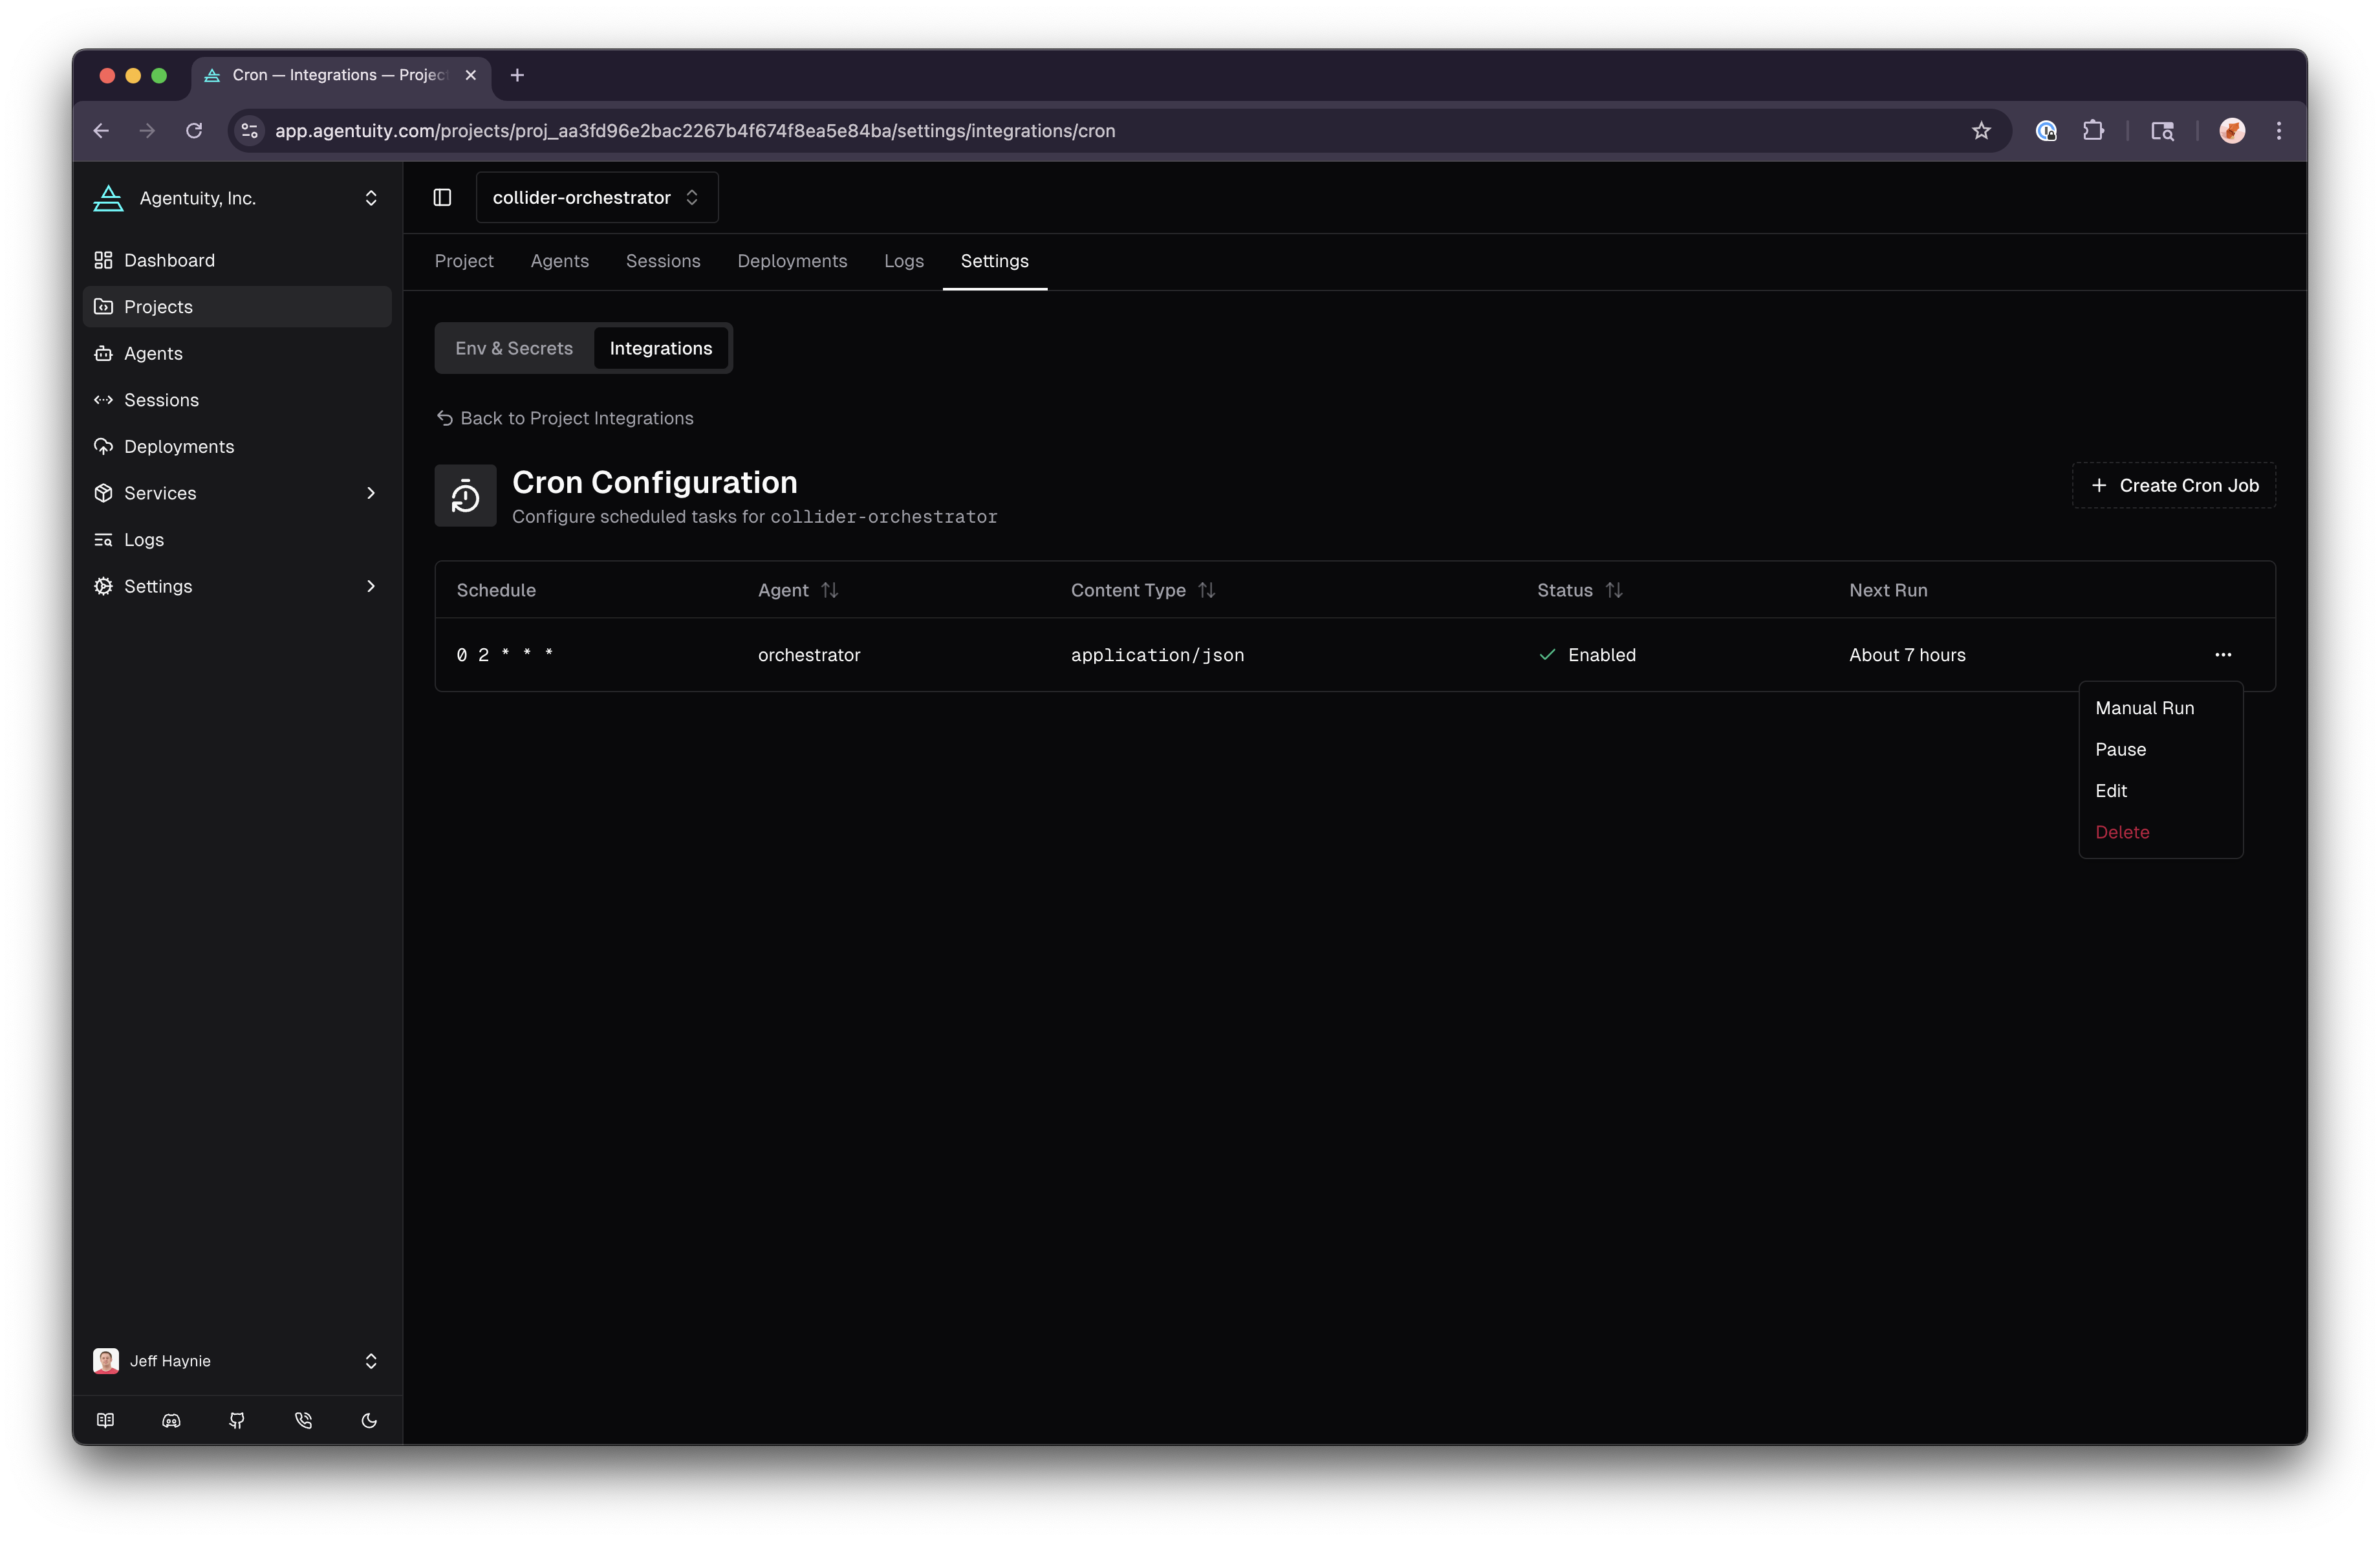 Cron — Integrations — Projec
app.agentuity.com/projects/proj_aa3fd96e2bac2267b4f674f8ea5e84ba/settings/integrations/cron
Agentuity, Inc.
collider-orchestrator
Dashboard
Projects
Agents
Sessions
Deployments
Services
Logs
Settings
Project Agents Sessions Deployments Logs Settings
Env & Secrets Integrations
Back to Project Integrations
Cron Configuration
Configure scheduled tasks for collider-orchestrator
Create Cron Job
Schedule Agent Content Type Status Next Run
0 2 * * * orchestrator application/json Enabled About 7 hours
Manual Run
Pause
Edit
Delete
Jeff Haynie